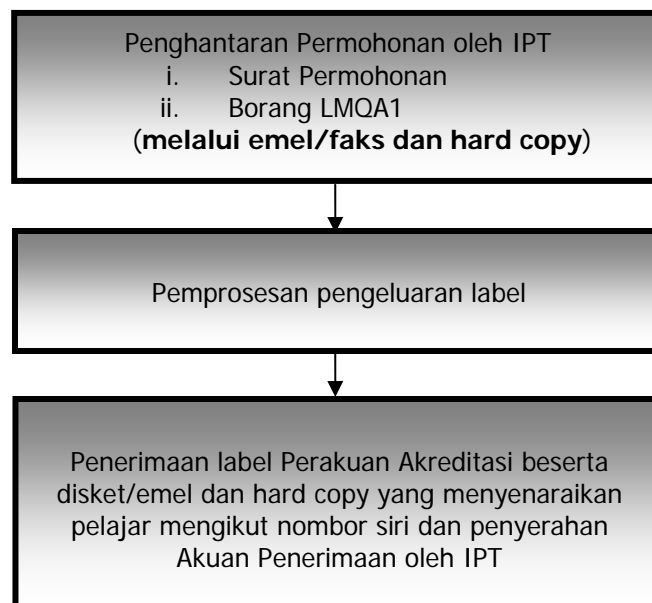 Penghantaran Permohonan oleh IPT
i. Surat Permohonan
ii. Borang LMQA1
(melalui emel/faks dan hard copy)
Pemprosesan pengeluaran label
Penerimaan label Perakuan Akreditasi beserta
disket/emel dan hard copy yang menyenaraikan
pelajar mengikut nombor siri dan penyerahan
Akuan Penerimaan oleh IPT